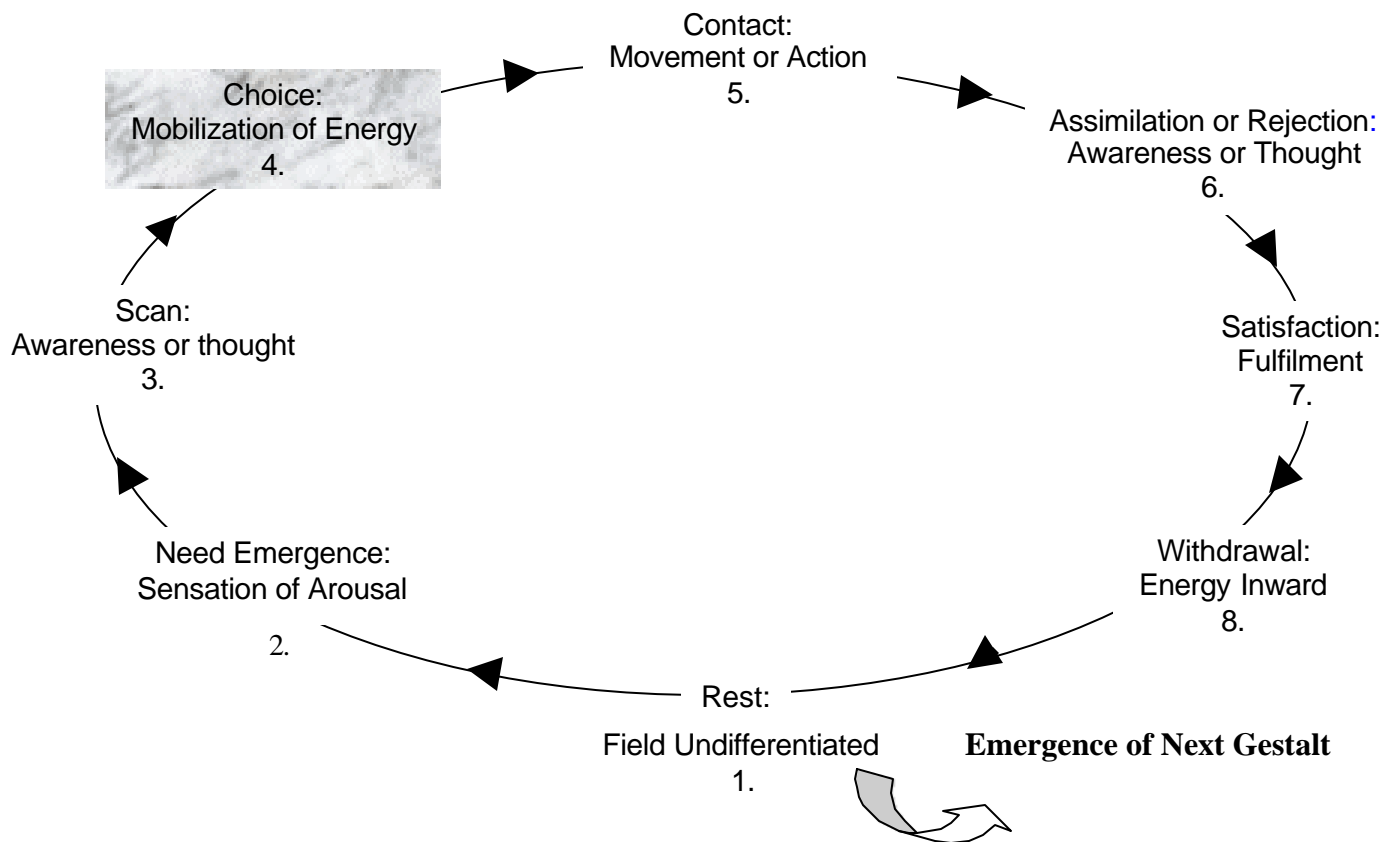 Contact:
Movement or Action
5.
Choice:
Mobilization of Energy
4.
Assimilation or Rejection:
Awareness or Thought
6.
Scan:
Awareness or thought
3.
Satisfaction:
Fulfilment
7.
Need Emergence:
Sensation of Arousal
2.
Withdrawal:
Energy Inward
8.
Rest:
Field Undifferentiated
1.
Emergence of Next Gestalt